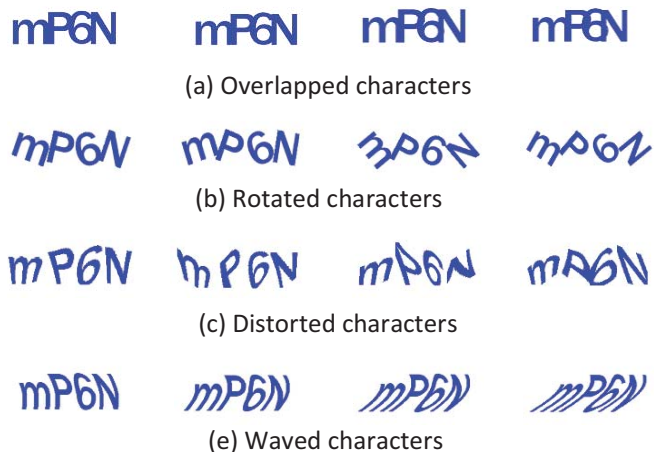 mP6N mP6N mP6N mP6N
(a) Overlapped characters
mP6N mP6N mP6N mP6N
(b) Rotated characters
mP6N mP6N mP6N mP6N
(c) Distorted characters
mP6N mP6N mP6N mP6N
(e) Waved characters